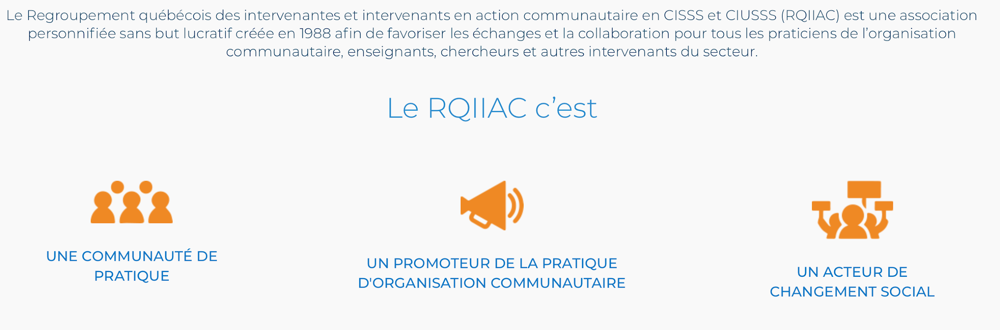 Le Regroupement québécois des intervenantes et intervenants en action communautaire en CISSS et CIUSSS (RQIIAC) est une association
personnifiée sans but lucratif créée en 1988 afin de favoriser les échanges et la collaboration pour tous les praticiens de l’organisation
communautaire, enseignants, chercheurs et autres intervenants du secteur.
Le RQIIAC c’est
UNE COMMUNAUTÉ DE
PRATIQUE
UN PROMOTEUR DE LA PRATIQUE
D'ORGANISATION COMMUNAUTAIRE
UN ACTEUR DE
CHANGEMENT SOCIAL